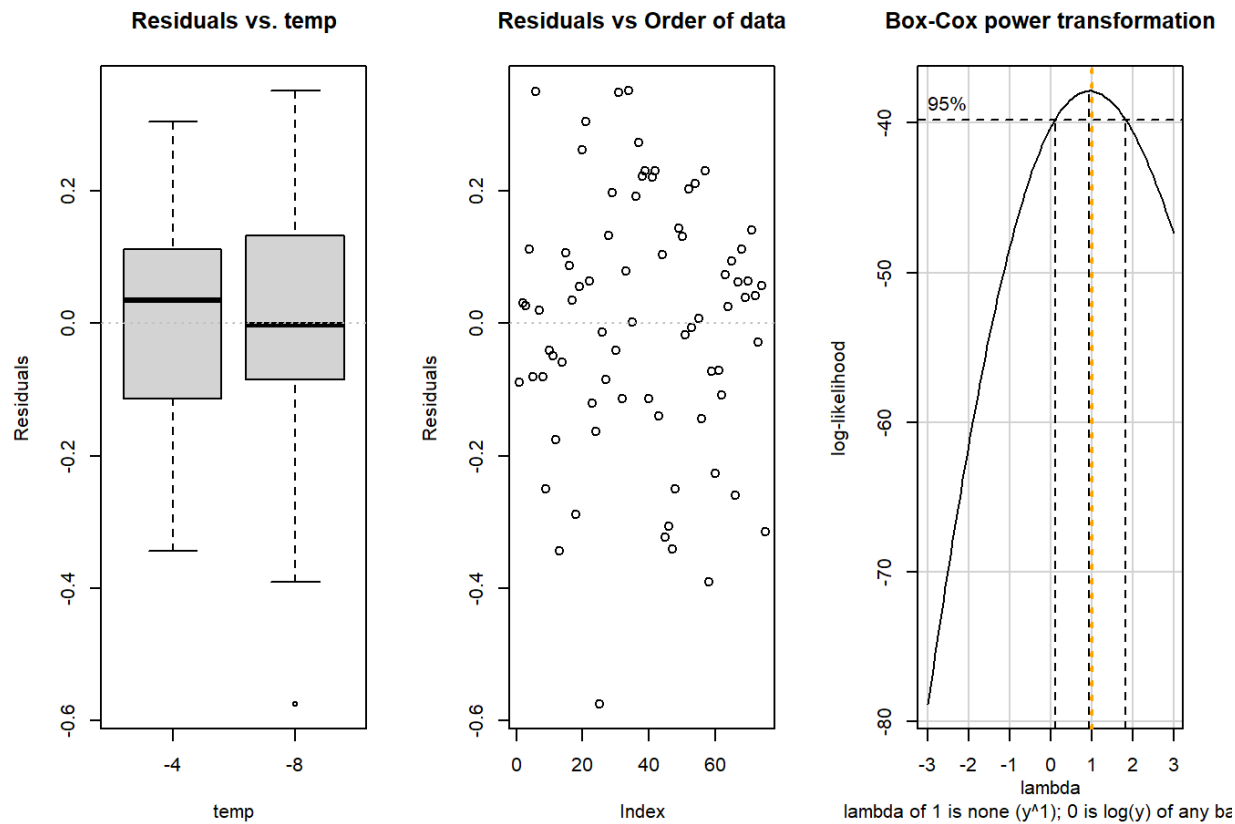 Residuals vs. temp
Residuals
0.2
0.0
-0.2
-0.4
-0.6
-4
-8
temp
Residuals vs Order of data
Residuals
0.2
0.0
-0.2
-0.4
-0.6
0
20
40
60
Index
Box-Cox power transformation
log-likelihood
95%
-40
-50
-60
-70
-80
-3
-2
-1
0
1
2
3
lambda
lambda of 1 is none (y^1); 0 is log(y) of any ba